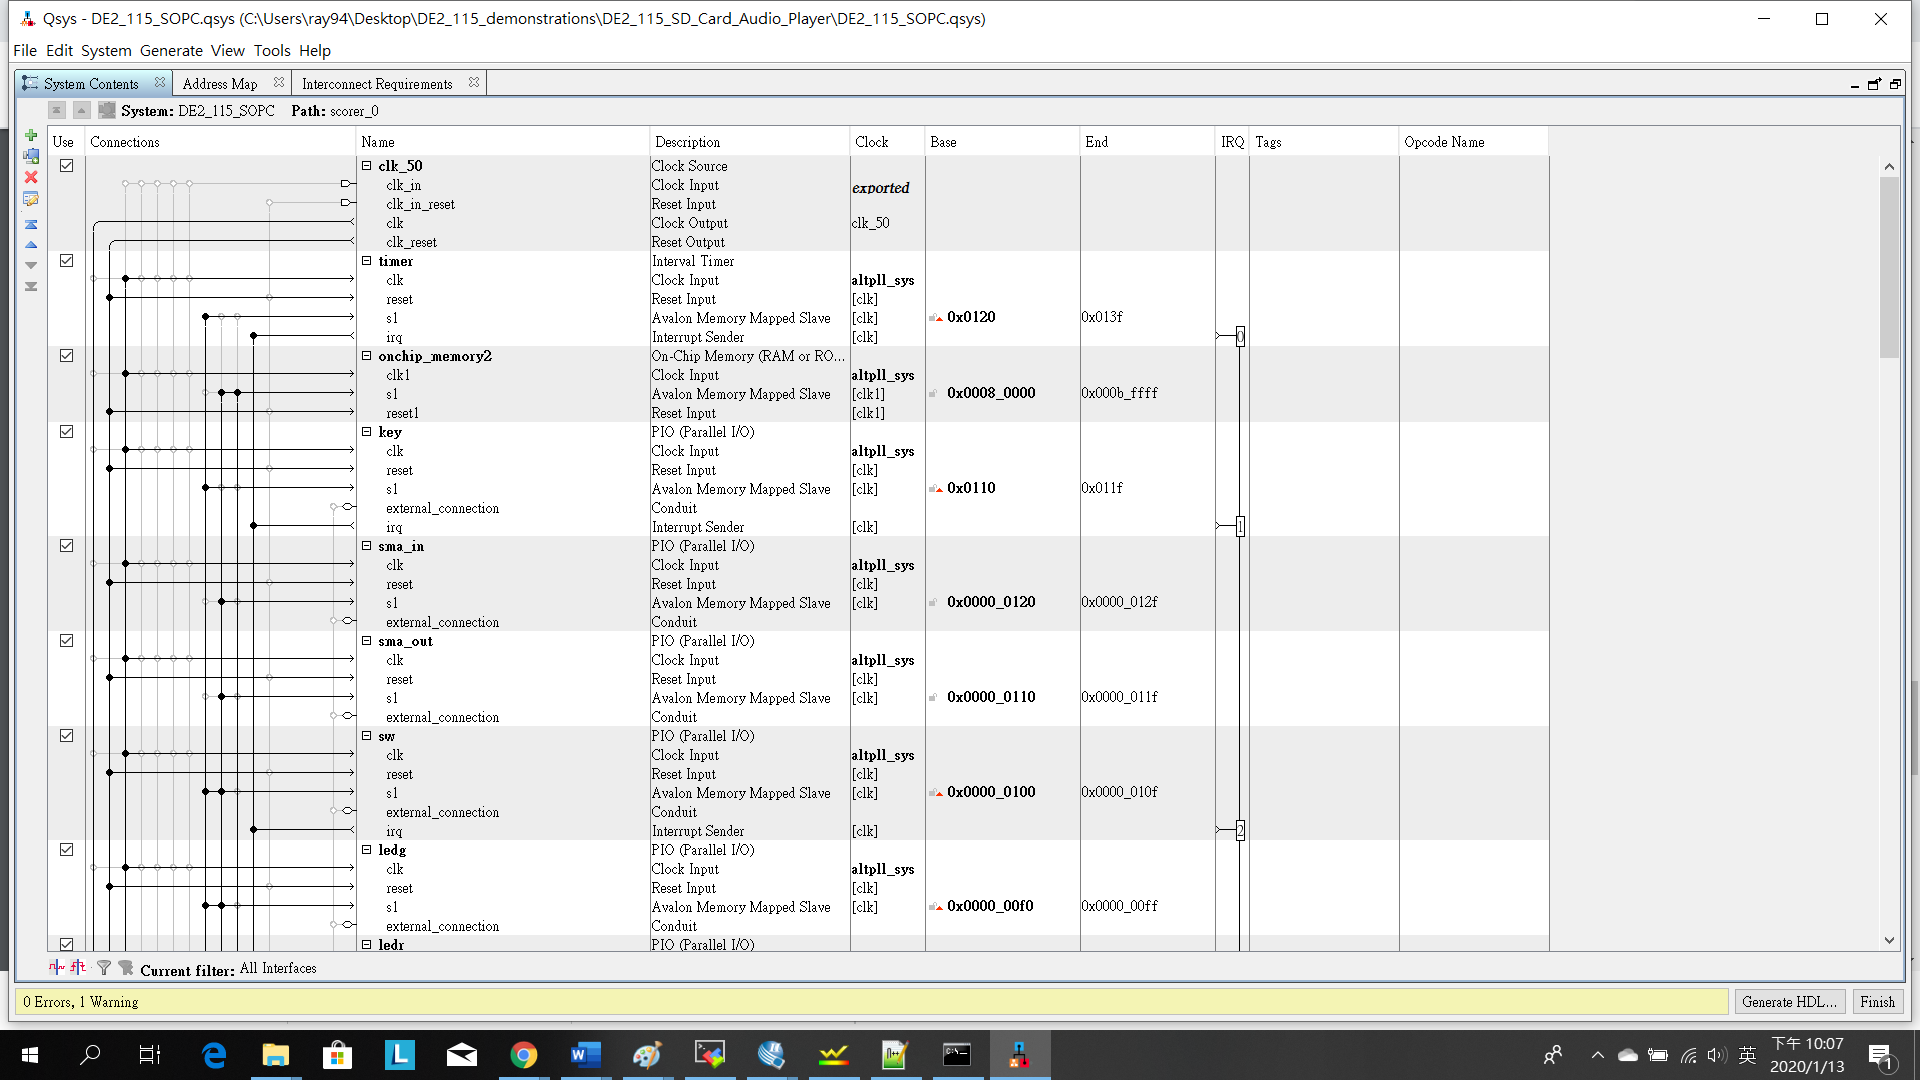 Qsys - DE2_115_SOPC.qsys (C:\Users\ray94\Desktop\DE2_115_demonstrations\DE2_115_SD_Card_Audio_Player\DE2_115_SOPC.qsys)
File Edit System Generate View Tools Help
System Contents Address Map Interconnect Requirements
System: DE2_115_SOPC Path: scorer_0
Use Connections Name Description Clock Base End IRQ Tags Opcode Name
clk_50 Clock Source
clk_in Clock Input exported
clk_in_reset Reset Input
clk Clock Output clk_50
clk_reset Reset Output
timer Interval Timer
clk Clock Input altpll_sys
reset Reset Input [clk]
s1 Avalon Memory Mapped Slave [clk] 0x0120 0x013f
irq Interrupt Sender [clk] 0
onchip_memory2 On-Chip Memory (RAM or RO...
clk1 Clock Input altpll_sys
s1 Avalon Memory Mapped Slave [clk1] 0x0008_0000 0x000b_ffff
reset1 Reset Input [clk1]
key PIO (Parallel I/O)
clk Clock Input altpll_sys
reset Reset Input [clk]
s1 Avalon Memory Mapped Slave [clk] 0x0110 0x011f
external_connection Conduit
irq Interrupt Sender [clk] 1
sma_in PIO (Parallel I/O)
clk Clock Input altpll_sys
reset Reset Input [clk]
s1 Avalon Memory Mapped Slave [clk] 0x0000_0120 0x0000_012f
external_connection Conduit
sma_out PIO (Parallel I/O)
clk Clock Input altpll_sys
reset Reset Input [clk]
s1 Avalon Memory Mapped Slave [clk] 0x0000_0110 0x0000_011f
external_connection Conduit
sw PIO (Parallel I/O)
clk Clock Input altpll_sys
reset Reset Input [clk]
s1 Avalon Memory Mapped Slave [clk] 0x0000_0100 0x0000_010f
external_connection Conduit
irq Interrupt Sender [clk] 2
ledg PIO (Parallel I/O)
clk Clock Input altpll_sys
reset Reset Input [clk]
s1 Avalon Memory Mapped Slave [clk] 0x0000_00f0 0x0000_00ff
external_connection Conduit
ledr PIO (Parallel I/O)
Current filter: All Interfaces
0 Errors, 1 Warning Generate HDL... Finish
英 下午 10:07
2020/1/13 1